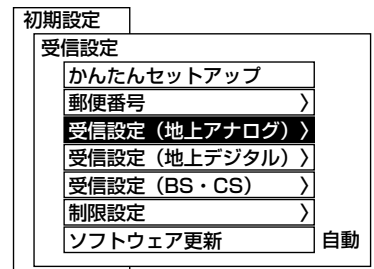 初期設定
受信設定
かんたんセットアップ
郵便番号 〉
受信設定（地上アナログ）〉
受信設定（地上デジタル）〉
受信設定（BS・CS） 〉
制限設定 〉
ソフトウェア更新 自動